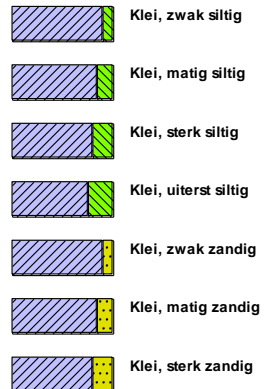 Klei, zwak siltig
Klei, matig siltig
Klei, sterk siltig
Klei, uiterst siltig
Klei, zwak zandig
Klei, matig zandig
Klei, sterk zandig